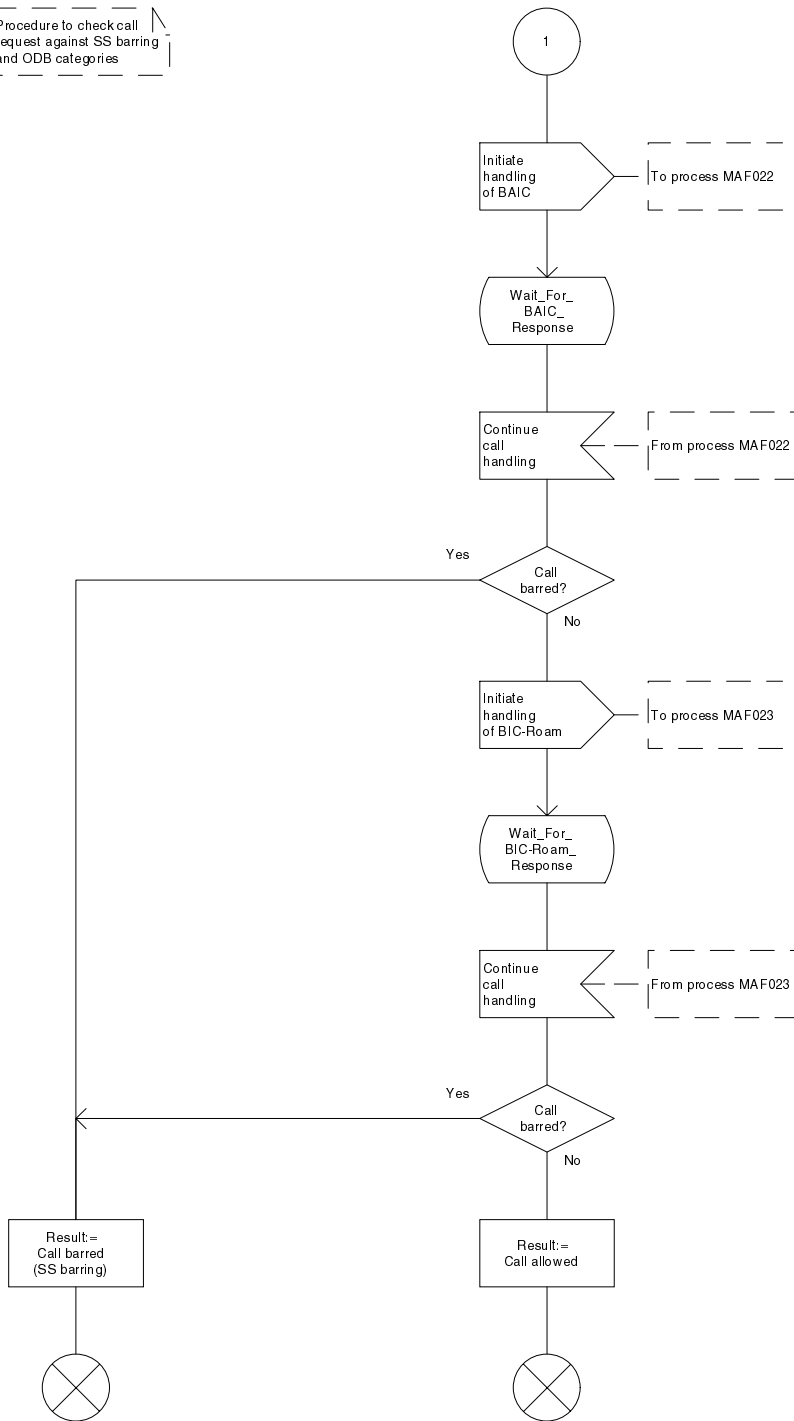 Procedure to check call
request against SS barring
and ODB categories
1
Initiate
handling
of BAIC
To process MAF022
Wait_For_
BAIC_
Response
Continue
call
handling
From process MAF022
Yes
Call
barred?
No
Initiate
handling
of BIC-Roam
To process MAF023
Wait_For_
BIC-Roam_
Response
Continue
call
handling
From process MAF023
Yes
Call
barred?
No
Result:=
Call barred
(SS barring)
Result:=
Call allowed